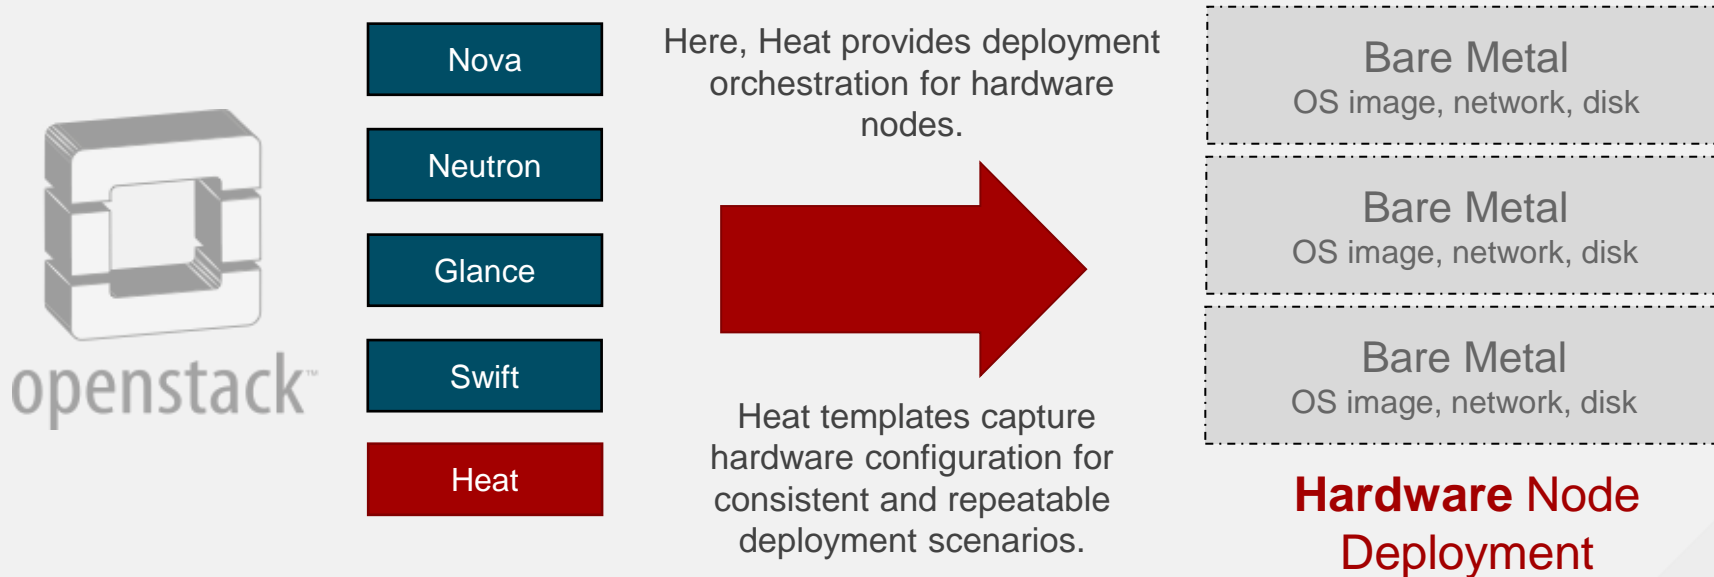 openstack™
Nova
Neutron
Glance
Swift
Heat
Here, Heat provides deployment
orchestration for hardware
nodes.
Heat templates capture
hardware configuration for
consistent and repeatable
deployment scenarios.
Bare Metal
OS image, network, disk
Bare Metal
OS image, network, disk
Bare Metal
OS image, network, disk
Hardware Node
Deployment